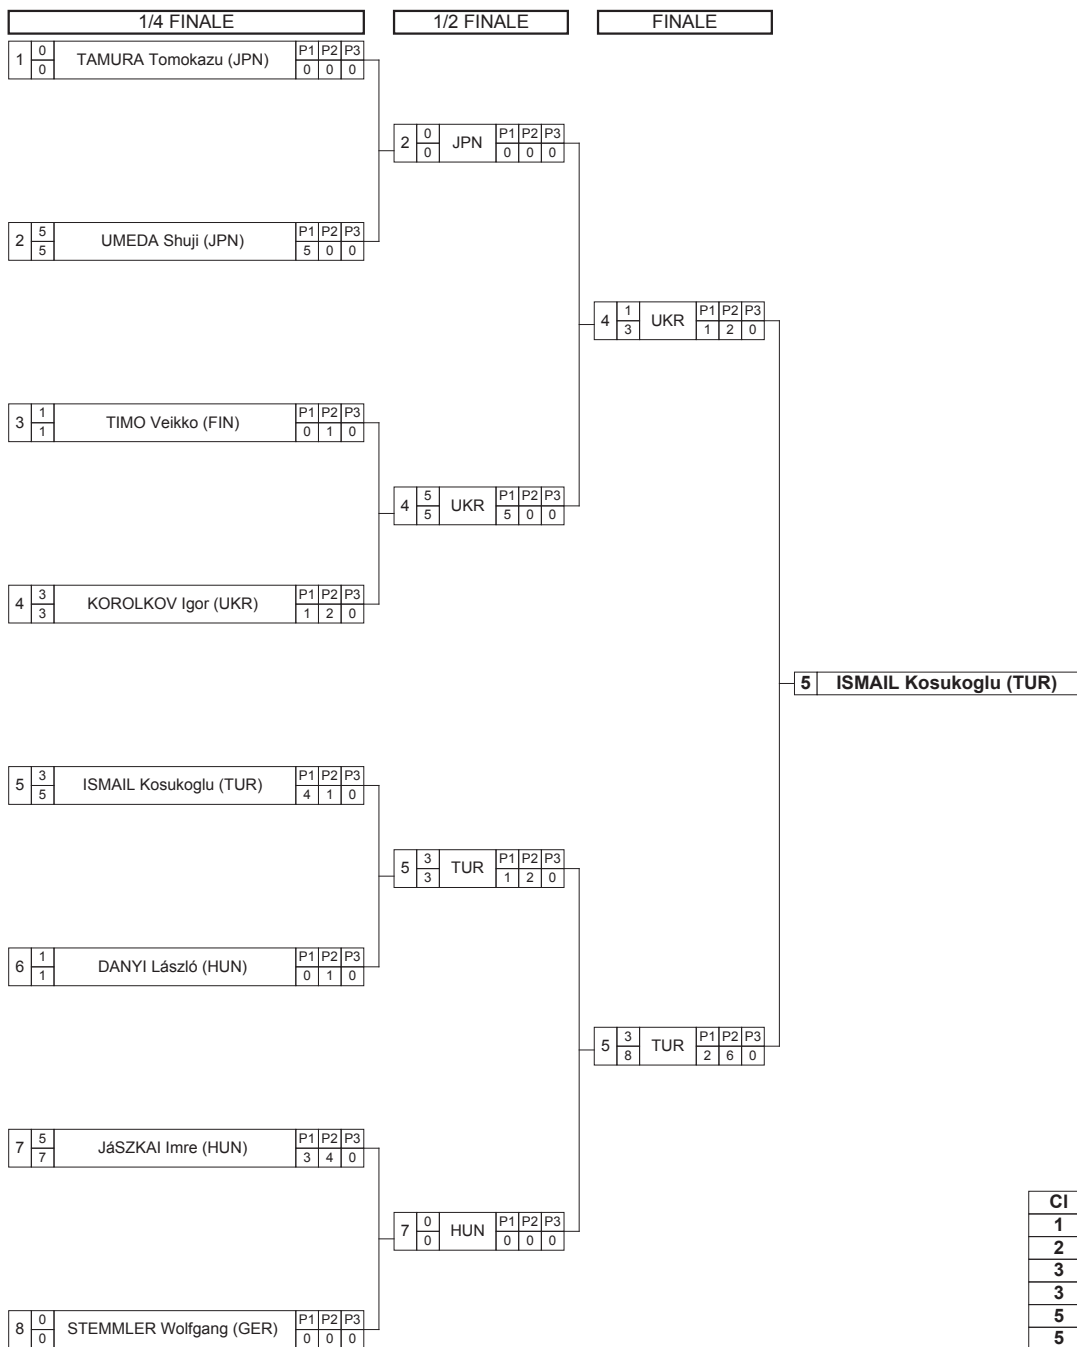 1/4 FINALE 1/2 FINALE FINALE
1 0 TAMURA Tomokazu (JPN) P1 P2 P3
0 0 0 0
2 0 JPN P1 P2 P3
0 0 0 0
2 5 UMEDA Shuji (JPN) P1 P2 P3
5 5 0 0
4 1 UKR P1 P2 P3
3 1 2 0
3 1 TIMO Veikko (FIN) P1 P2 P3
1 0 1 0
4 5 UKR P1 P2 P3
5 5 0 0
4 3 KOROLKOV Igor (UKR) P1 P2 P3
3 1 2 0
5 ISMAIL Kosukoglu (TUR)
5 3 ISMAIL Kosukoglu (TUR) P1 P2 P3
5 4 1 0
5 3 TUR P1 P2 P3
3 1 2 0
6 1 DANYI László (HUN) P1 P2 P3
1 0 1 0
5 3 TUR P1 P2 P3
8 2 6 0
7 5 JáSZKAI Imre (HUN) P1 P2 P3
7 3 4 0
7 0 HUN P1 P2 P3
0 0 0 0
8 0 STEMMLER Wolfgang (GER) P1 P2 P3
0 0 0 0
Cl
1
2
3
3
5
5